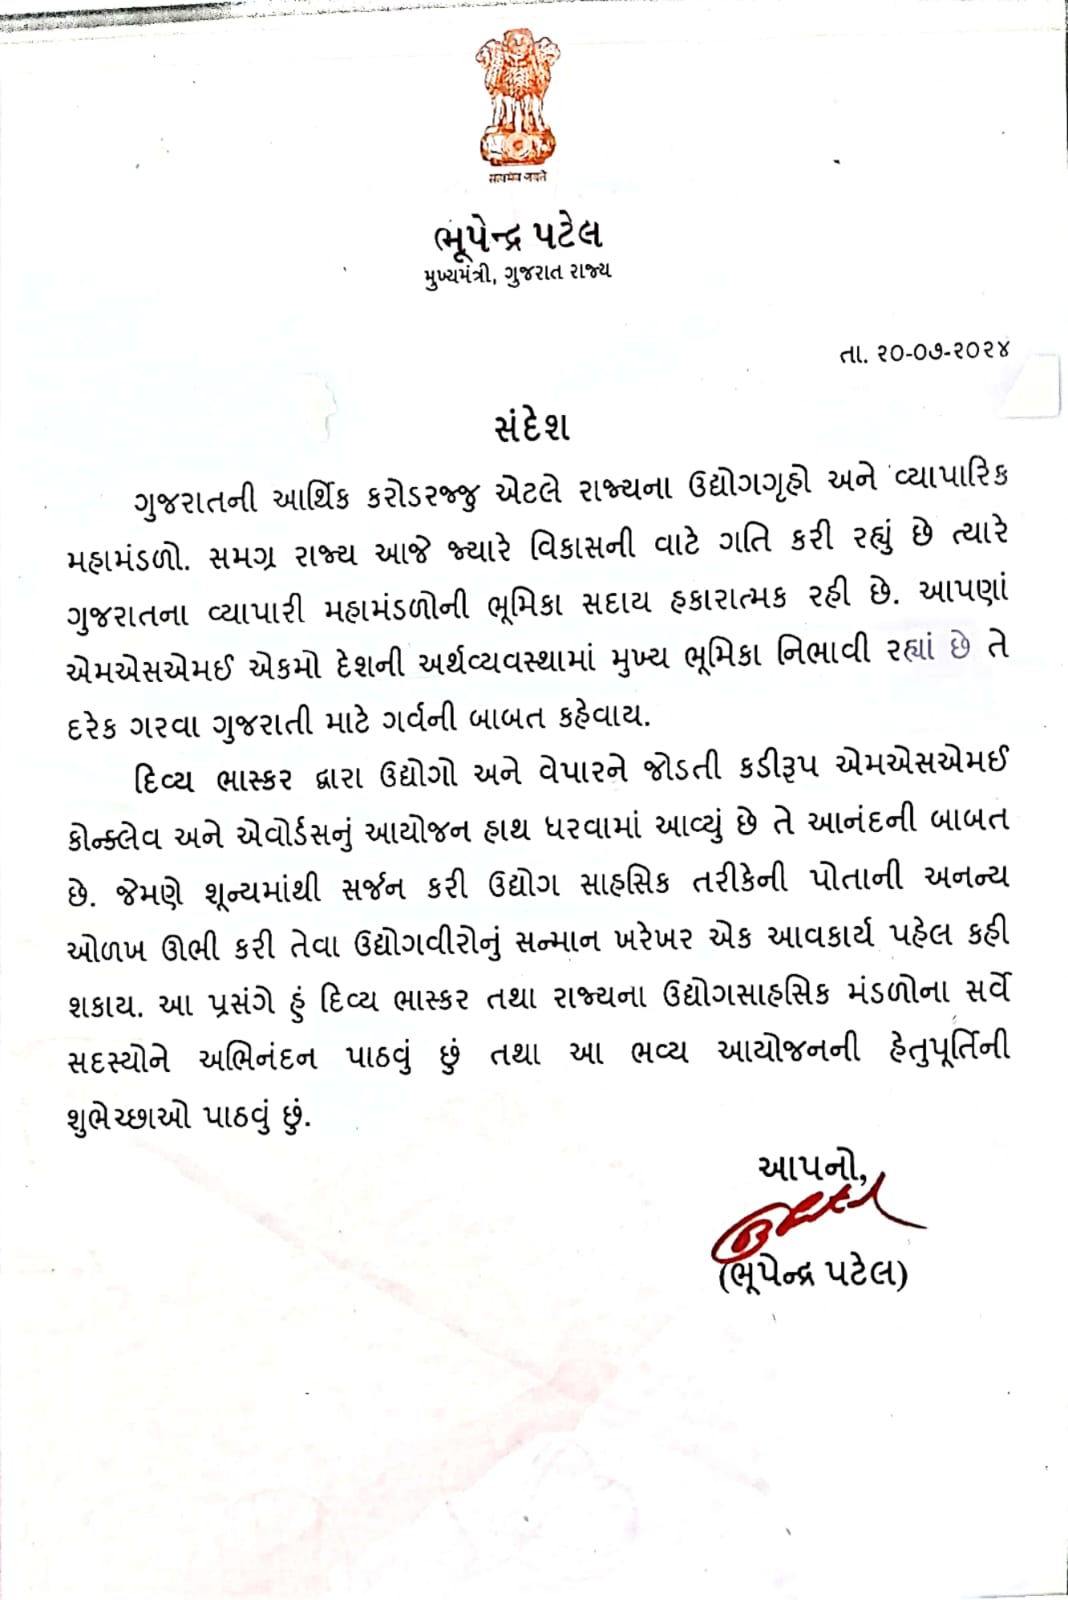 सत्यमेव जयते
ભૂપેન્દ્ર પટેલ
મુખ્યમંત્રી, ગુજરાત રાજ્ય
તા. ૨૦-૦૭-૨૦૨૪
સંદેશ
ગુજરાતની આર્થિક કરોડરજ્જુ એટલે રાજ્યના ઉદ્યોગગૃહો અને વ્યાપારિક
મહામંડળો. સમગ્ર રાજ્ય આજે જ્યારે વિકાસની વાટે ગતિ કરી રહ્યું છે ત્યારે
ગુજરાતના વ્યાપારી મહામંડળોની ભૂમિકા સદાય હકારાત્મક રહી છે. આપણાં
એમએસએમઈ એકમો દેશની અર્થવ્યવસ્થામાં મુખ્ય ભૂમિકા નિભાવી રહ્યાં છે તે
દરેક ગરવા ગુજરાતી માટે ગર્વની બાબત કહેવાય.
દિવ્ય ભાસ્કર દ્વારા ઉદ્યોગો અને વેપારને જોડતી કડીરૂપ એમએસએમઈ
કોન્ક્લેવ અને એવોર્ડસનું આયોજન હાથ ધરવામાં આવ્યું છે તે આનંદની બાબત
છે. જેમણે શૂન્યમાંથી સર્જન કરી ઉદ્યોગ સાહસિક તરીકેની પોતાની અનન્ય
ઓળખ ઊભી કરી તેવા ઉદ્યોગવીરોનું સન્માન ખરેખર એક આવકાર્ય પહેલ કહી
શકાય. આ પ્રસંગે હું દિવ્ય ભાસ્કર તથા રાજ્યના ઉદ્યોગસાહસિક મંડળોના સર્વે
સદસ્યોને અભિનંદન પાઠવું છું તથા આ ભવ્ય આયોજનની હેતુપૂર્તિની
શુભેચ્છાઓ પાઠવું છું.
આપનો,
(ભૂપેન્દ્ર પટેલ)